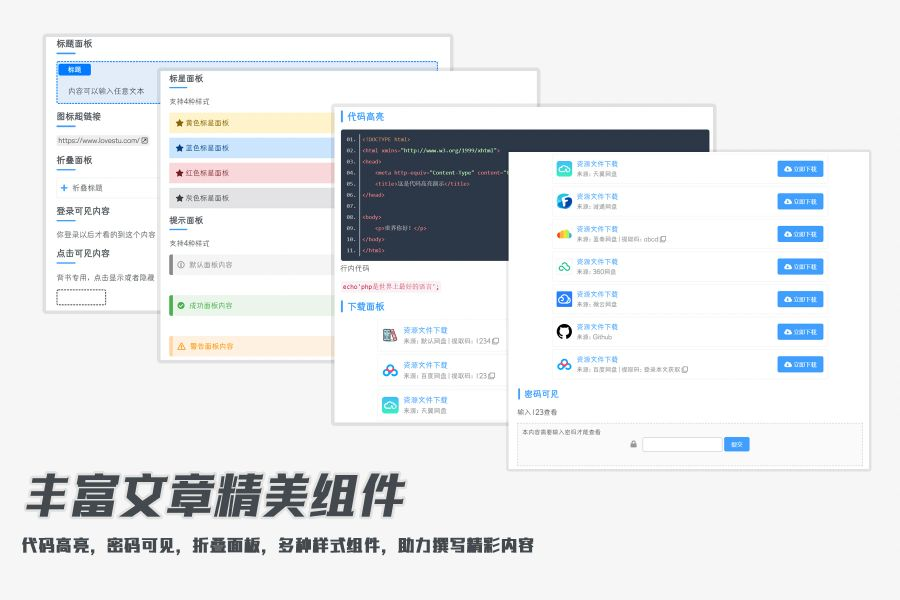 标题面板
标题
内容可以输入任意文本
图标超链接
https://www.lovestu.com/
折叠面板
折叠标题
登录可见内容
你登录以后才看的到这个内容
点击可见内容
背书专用，点击显示或者隐藏
标星面板
支持4种样式
黄色标星面板
蓝色标星面板
红色标星面板
灰色标星面板
提示面板
支持4种样式
默认面板内容
成功面板内容
警告面板内容
代码高亮
01. <!DOCTYPE html>
02. <html xmlns="http://www.w3.org/1999/xhtml">
03. <head>
04. <meta http-equiv="Content-Type" content="
05. <title>这是代码高亮演示</title>
06. </head>
07.
08. <body>
09. <p>世界你好！</p>
10. </body>
11. </html>
行内代码
echo'php是世界上最好的语言';
下载面板
资源文件下载
来源: 默认网盘 | 提取码: 1234
资源文件下载
来源: 百度网盘 | 提取码: 123
资源文件下载
来源: 天翼网盘
资源文件下载
来源: 天翼网盘
立即下载
资源文件下载
来源: 诚通网盘
立即下载
资源文件下载
来源: 蓝奏网盘 | 提取码: abcd
立即下载
资源文件下载
来源: 360网盘
立即下载
资源文件下载
来源: 微云网盘
立即下载
资源文件下载
来源: Github
立即下载
资源文件下载
来源: 百度网盘 | 提取码: 登录本文获取
立即下载
密码可见
输入123查看
本内容需要输入密码才能查看
提交
丰富文章精美组件
代码高亮，密码可见，折叠面板，多种样式组件，助力撰写精彩内容